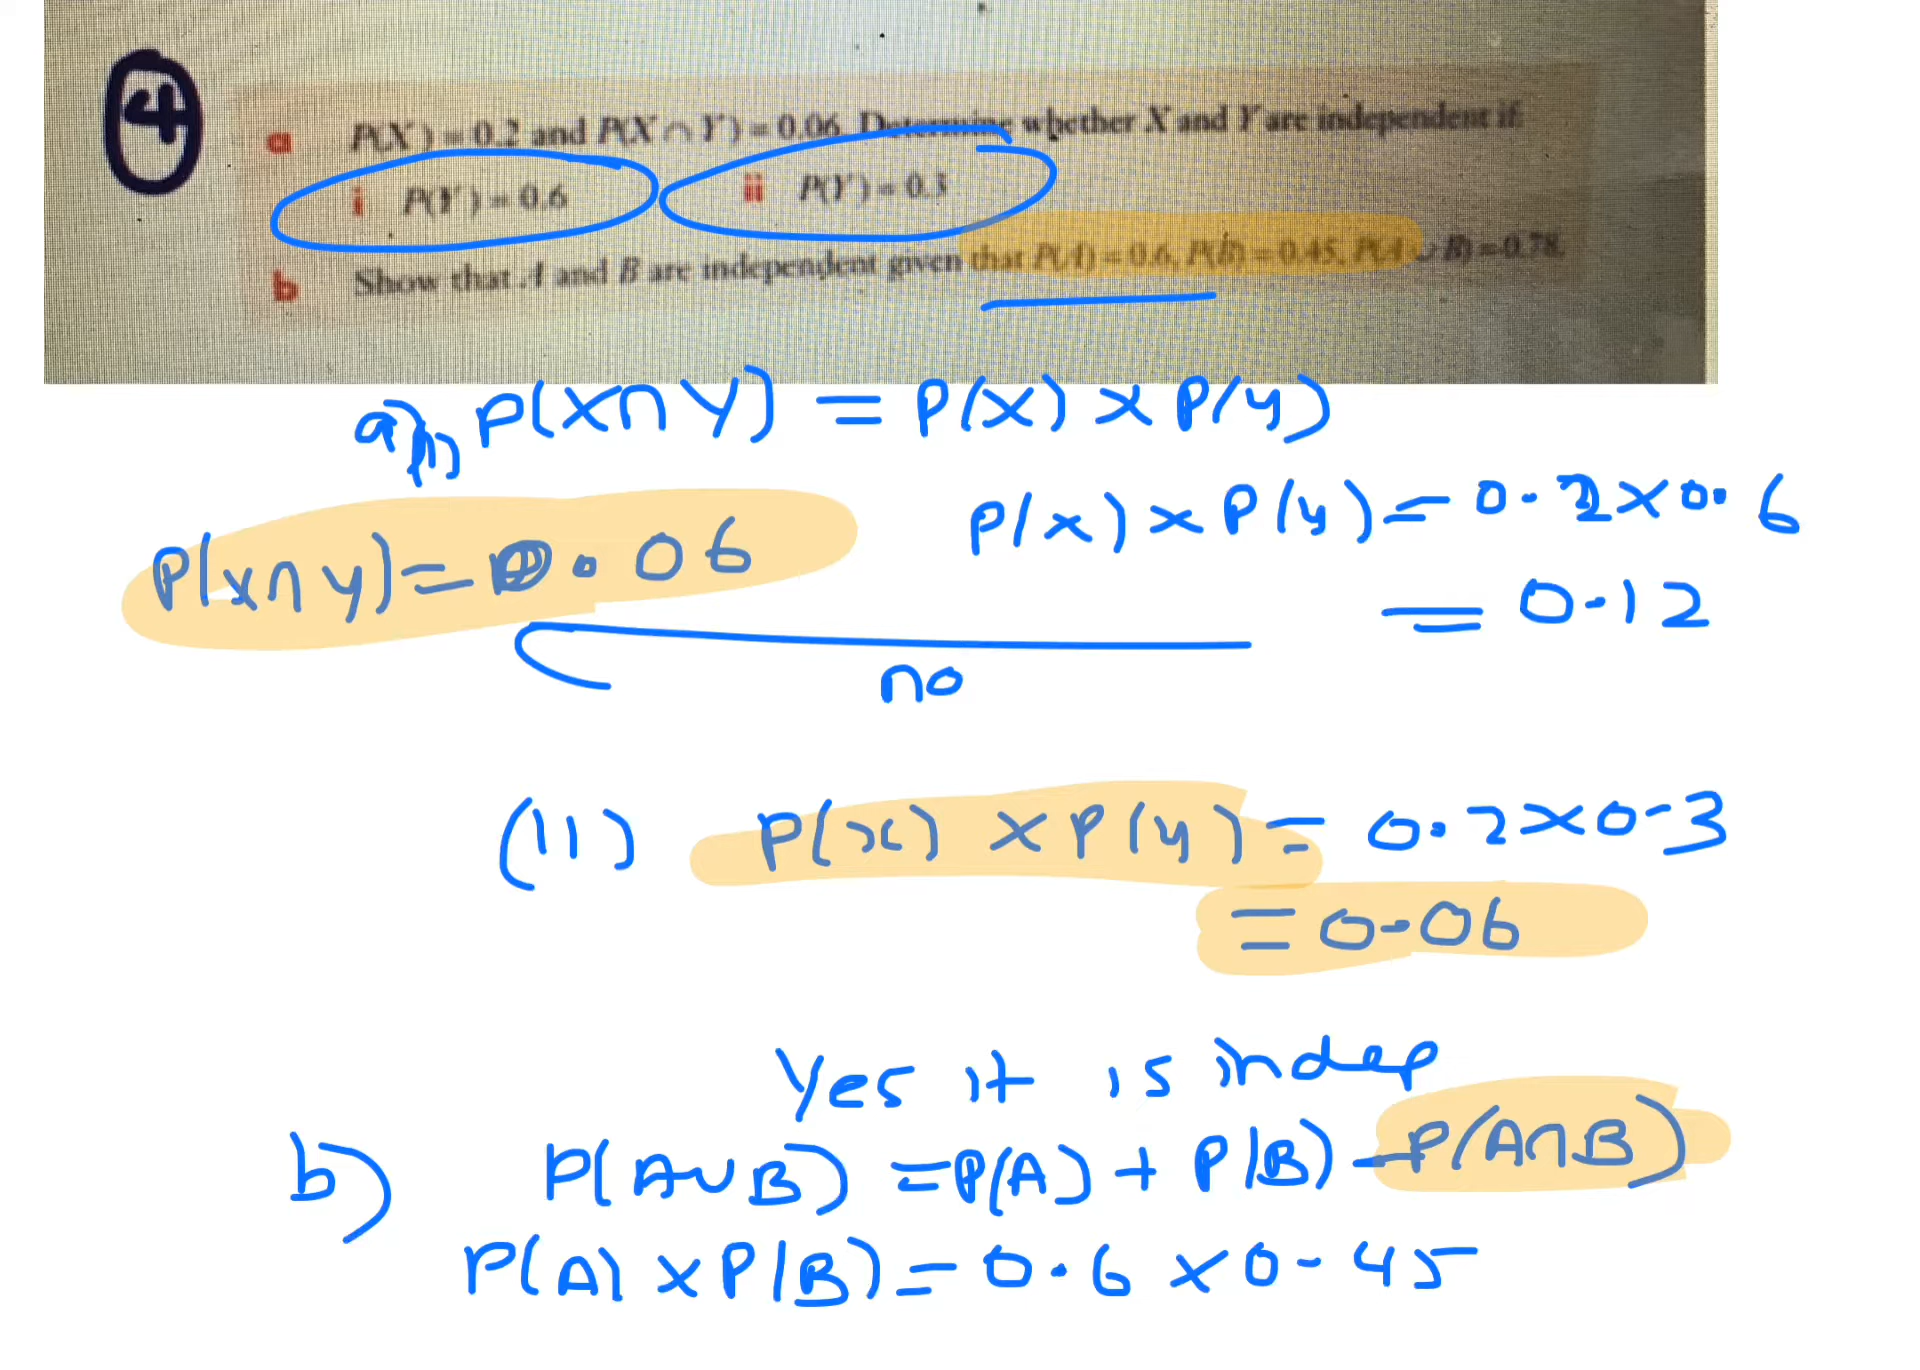 4
a P(X) = 0.2 and P(X ∩ Y) = 0.06. Determine whether X and Y are independent if:
i P(Y) = 0.6 ii P(Y) = 0.3
b Show that A and B are independent given that P(A) = 0.6, P(B) = 0.45, P(A ∪ B) = 0.78.
a)(i) P(X∩Y) = P(X) × P(y)
P(x) × P(y) = 0.2 × 0.6
P(x∩y) = 0.06
= 0.12
no
(ii) P(x) × P(y) = 0.2×0.3
= 0.06
Yes it is indep
b) P(A∪B) = P(A) + P(B) - P(A∩B)
P(A) × P(B) = 0.6 × 0.45